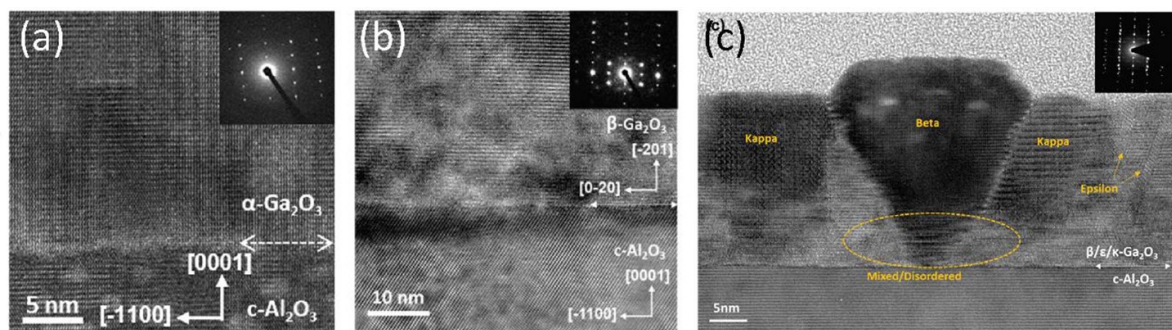 (a)
α-Ga₂O₃
[0001]
5 nm
[-1100]
c-Al₂O₃
(b)
β-Ga₂O₃
[-201]
[0-20]
c-Al₂O₃
[0001]
10 nm
[-1100]
(c)
Beta
Kappa
Kappa
Epsilon
β/ε/κ-Ga₂O₃
Mixed/Disordered
c-Al₂O₃
5nm